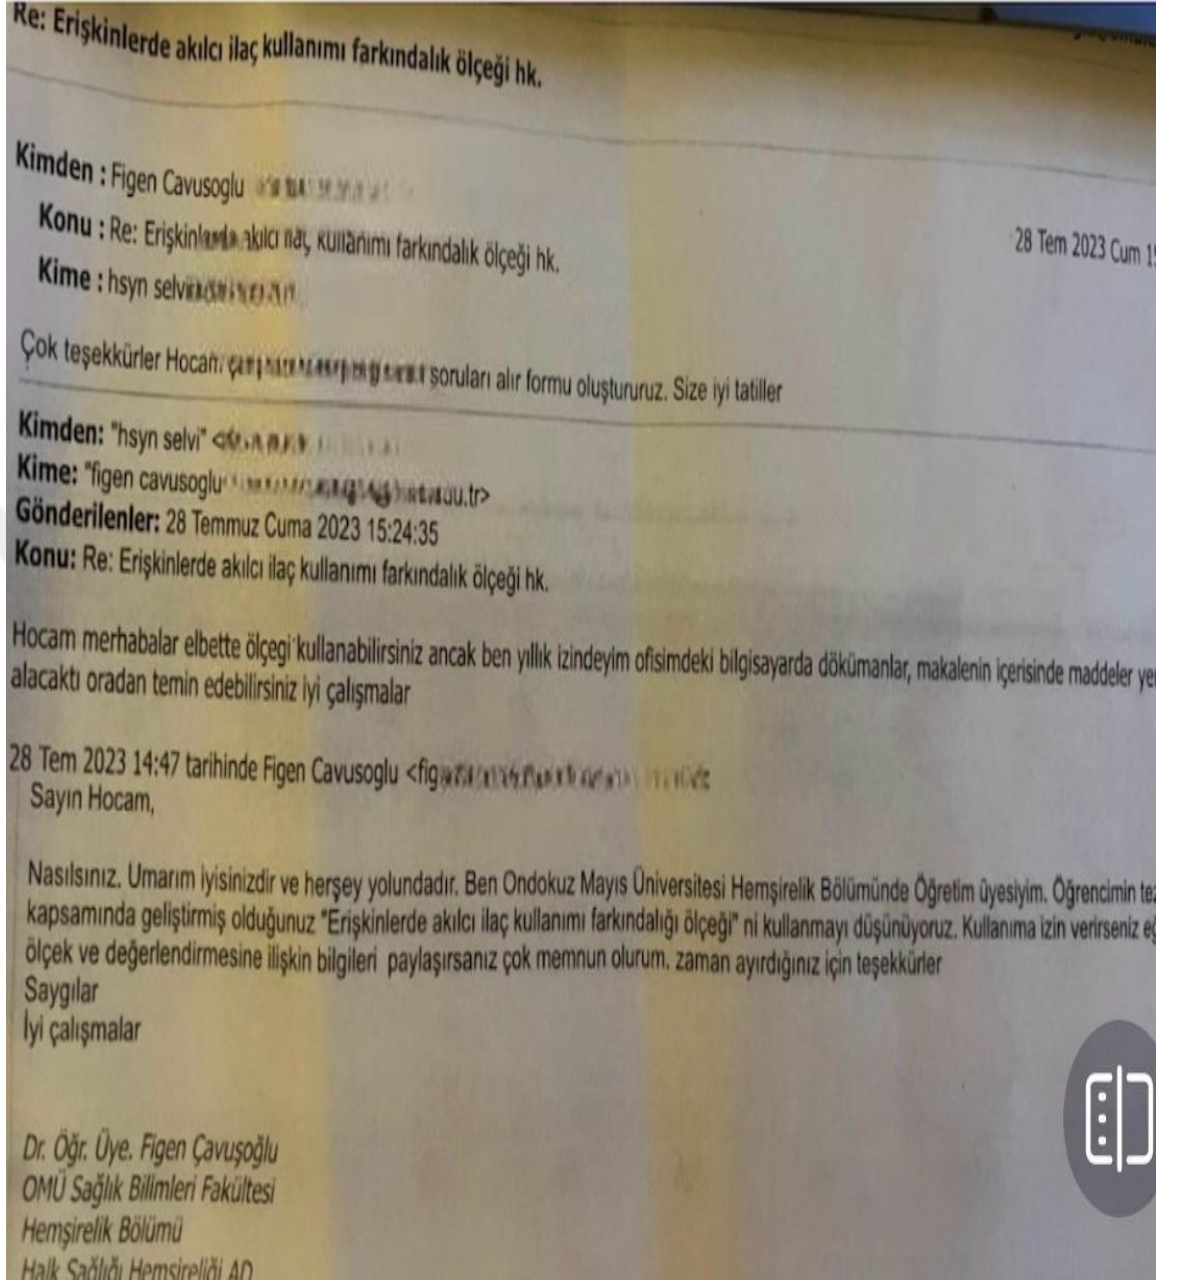 Re: Erişkinlerde akılcı ilaç kullanımı farkındalık ölçeği hk.
Kimden : Figen Cavusoglu
28 Tem 2023 Cum
Konu : Re: akılcı kullanımı farkındalık ölçeği hk.
Kime : hsyn
Çok teşekkürler soruları alır formu oluştururuz. Size iyi tatiller
Kimden: "hsyn selvi"
Kime: "figen cavusoglu"
Gönderilenler: 28 Temmuz Cuma 2023 15:24:35
Konu: Re: Erişkinlerde akılcı ilaç kullanımı farkındalık ölçeği hk.
Hocam merhabalar elbette ölçegi kullanabilirsiniz ancak ben yıllık izindeyim ofisimdeki bilgisayarda dökümanlar, makalenin içerisinde maddeler
alacaktı oradan temin edebilirsiniz iyi çalışmalar
28 Tem 2023 14:47 tarihinde Figen Cavusoglu
Sayın Hocam,
Nasılsınız. Umarım iyisinizdir ve herşey yolundadır. Ben Ondokuz Mayıs Üniversitesi Hemşirelik Bölümünde Öğretim üyesiyim. Öğrencimin
kapsamında geliştirmiş olduğunuz "Erişkinlerde akılcı ilaç kullanımı farkındalığı ölçeği" ni kullanmayı düşünüyoruz. Kullanıma izin verirseniz
ölçek ve değerlendirmesine ilişkin bilgileri paylaşırsanız çok memnun olurum. zaman ayırdığınız için teşekkürler
Saygılar
İyi çalışmalar
Dr. Öğr. Üye. Figen Çavuşoğlu
OMÜ Sağlık Bilimleri Fakültesi
Hemşirelik Bölümü
Halk Sağlığı Hemşireliği AD